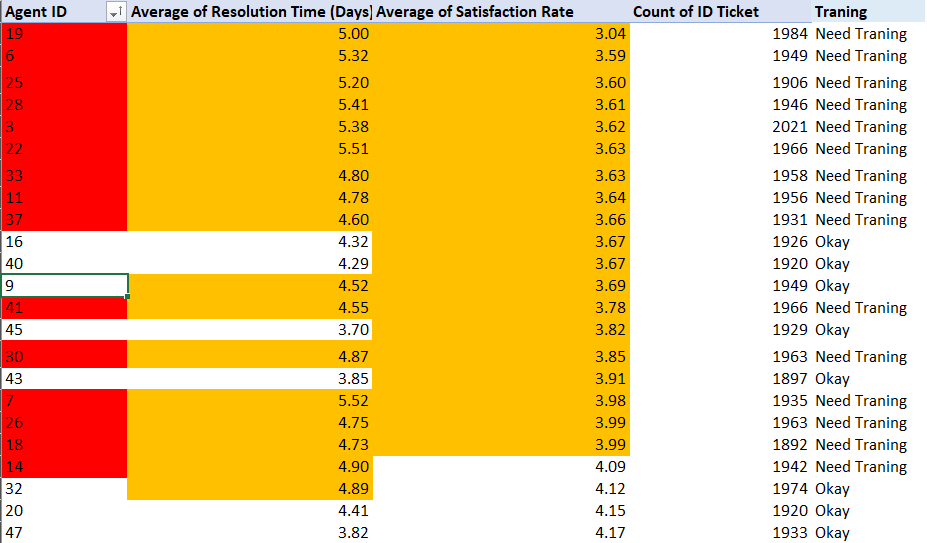 Agent ID Average of Resolution Time (Days) Average of Satisfaction Rate Count of ID Ticket Traning
19 5.00 3.04 1984 Need Traning
6 5.32 3.59 1949 Need Traning
25 5.20 3.60 1906 Need Traning
28 5.41 3.61 1946 Need Traning
3 5.38 3.62 2021 Need Traning
22 5.51 3.63 1966 Need Traning
33 4.80 3.63 1958 Need Traning
11 4.78 3.64 1956 Need Traning
37 4.60 3.66 1931 Need Traning
16 4.32 3.67 1926 Okay
40 4.29 3.67 1920 Okay
9 4.52 3.69 1949 Okay
41 4.55 3.78 1966 Need Traning
45 3.70 3.82 1929 Okay
30 4.87 3.85 1963 Need Traning
43 3.85 3.91 1897 Okay
7 5.52 3.98 1935 Need Traning
26 4.75 3.99 1963 Need Traning
18 4.73 3.99 1892 Need Traning
14 4.90 4.09 1942 Need Traning
32 4.89 4.12 1974 Okay
20 4.41 4.15 1920 Okay
47 3.82 4.17 1933 Okay